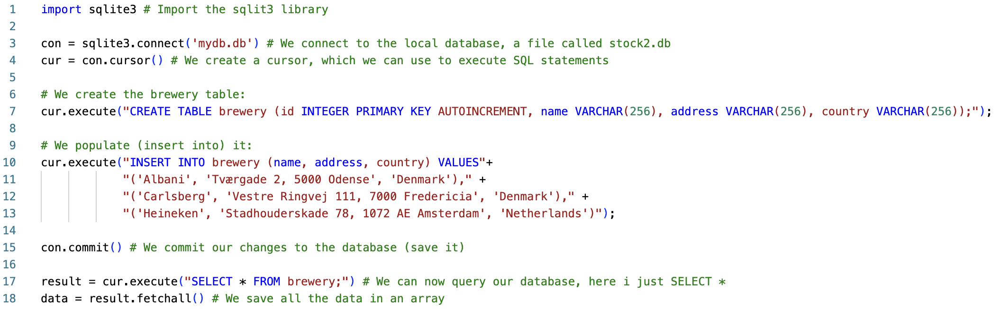 1 import sqlite3 # Import the sqlit3 library
2
3 con = sqlite3.connect('mydb.db') # We connect to the local database, a file called stock2.db
4 cur = con.cursor() # We create a cursor, which we can use to execute SQL statements
5
6 # We create the brewery table:
7 cur.execute("CREATE TABLE brewery (id INTEGER PRIMARY KEY AUTOINCREMENT, name VARCHAR(256), address VARCHAR(256), country VARCHAR(256));");
8
9 # We populate (insert into) it:
10 cur.execute("INSERT INTO brewery (name, address, country) VALUES"+
11 "('Albani', 'Tværgade 2, 5000 Odense', 'Denmark')," +
12 "('Carlsberg', 'Vestre Ringvej 111, 7000 Fredericia', 'Denmark')," +
13 "('Heineken', 'Stadhouderskade 78, 1072 AE Amsterdam', 'Netherlands')");
14
15 con.commit() # We commit our changes to the database (save it)
16
17 result = cur.execute("SELECT * FROM brewery;") # We can now query our database, here i just SELECT *
18 data = result.fetchall() # We save all the data in an array